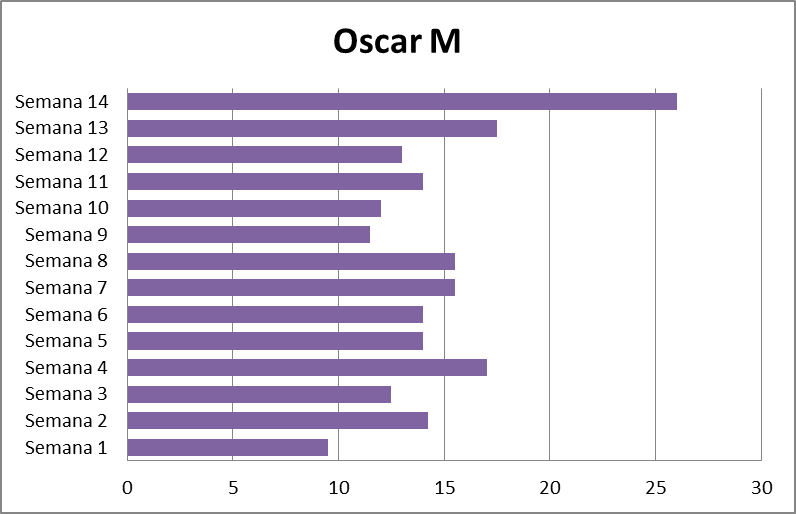 Oscar M
Semana 14
Semana 13
Semana 12
Semana 11
Semana 10
Semana 9
Semana 8
Semana 7
Semana 6
Semana 5
Semana 4
Semana 3
Semana 2
Semana 1
0 5 10 15 20 25 30